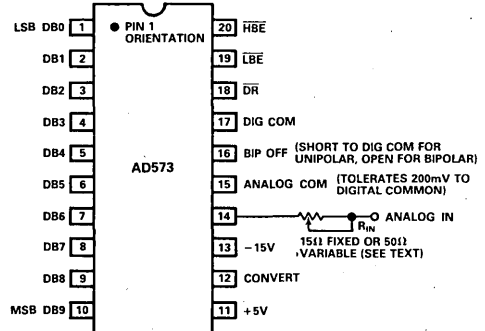 LSB DB0 1
DB1 2
DB2 3
DB3 4
DB4 5
DB5 6
DB6 7
DB7 8
DB8 9
MSB DB9 10
PIN 1
ORIENTATION
AD573
20 HBE
19 LBE
18 DR
17 DIG COM
16 BIP OFF (SHORT TO DIG COM FOR
UNIPOLAR, OPEN FOR BIPOLAR)
15 ANALOG COM (TOLERATES 200mV TO
DIGITAL COMMON)
14 ANALOG IN
RIN
15Ω FIXED OR 50Ω
VARIABLE (SEE TEXT)
13 −15V
12 CONVERT
11 +5V